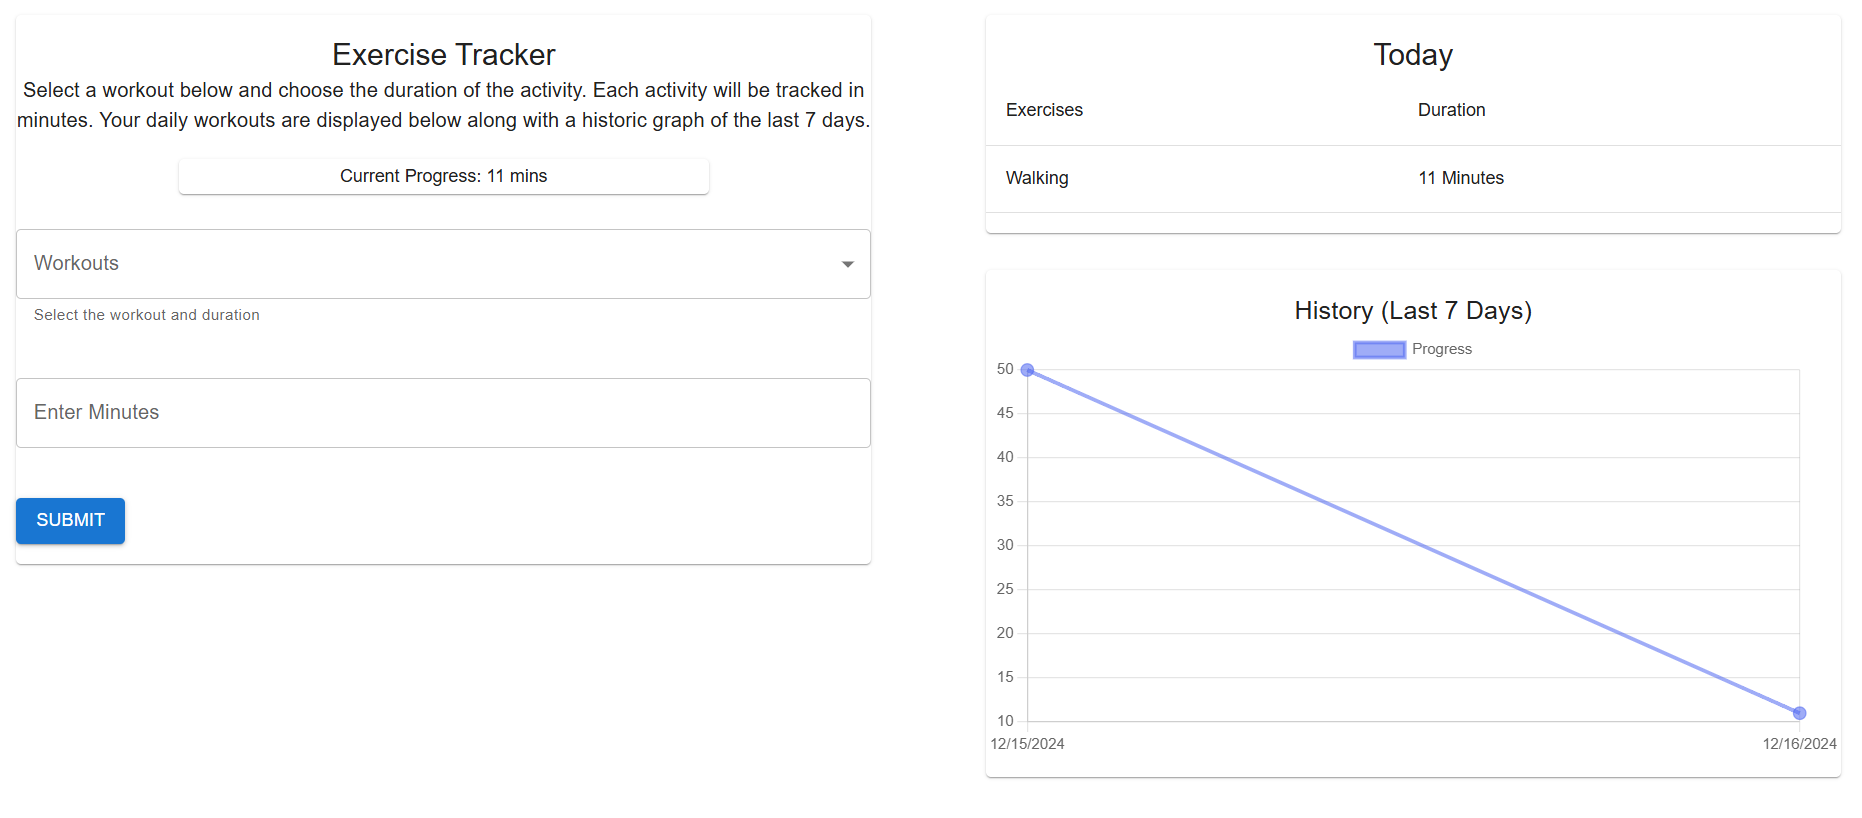 Exercise Tracker
Select a workout below and choose the duration of the activity. Each activity will be tracked in
minutes. Your daily workouts are displayed below along with a historic graph of the last 7 days.
Current Progress: 11 mins
Workouts
Select the workout and duration
Enter Minutes
SUBMIT
Today
Exercises Duration
Walking 11 Minutes
History (Last 7 Days)
Progress
50
45
40
35
30
25
20
15
10
12/15/2024 12/16/2024